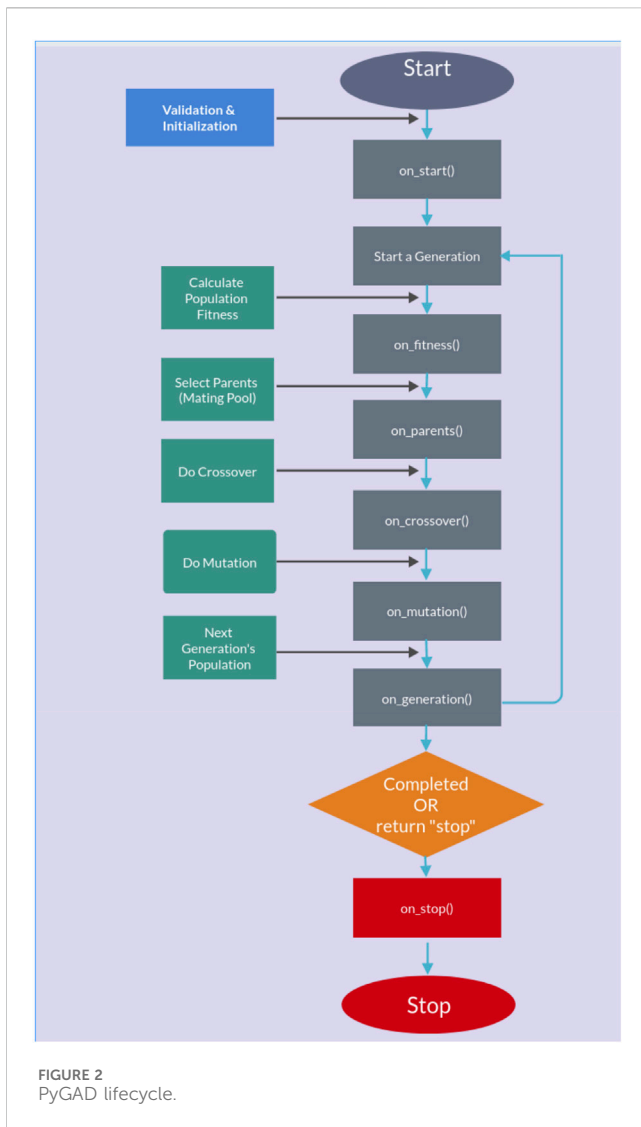 Start
Validation &
Initialization
on_start()
Start a Generation
Calculate
Population
Fitness
on_fitness()
Select Parents
(Mating Pool)
on_parents()
Do Crossover
on_crossover()
Do Mutation
on_mutation()
Next
Generation's
Population
on_generation()
Completed
OR
return "stop"
on_stop()
Stop
FIGURE 2
PyGAD lifecycle.